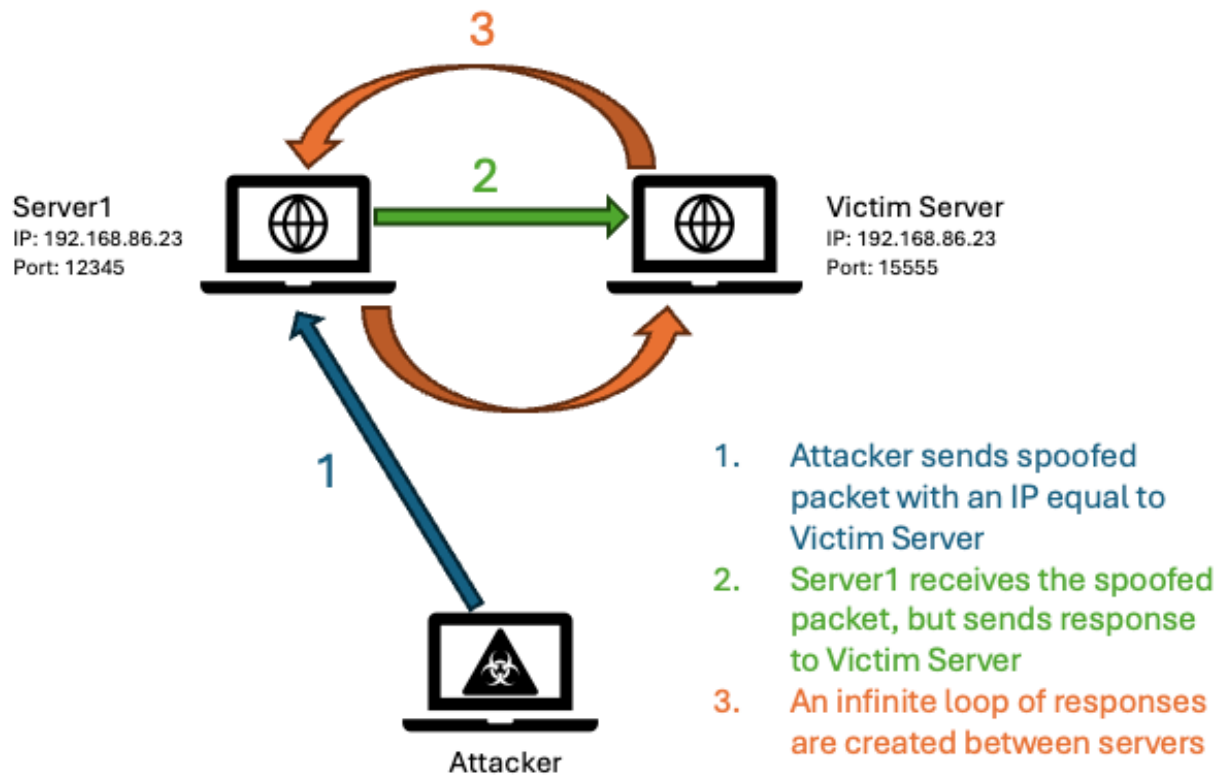 3
2
Server1
IP: 192.168.86.23
Port: 12345
Victim Server
IP: 192.168.86.23
Port: 15555
1
1. Attacker sends spoofed
packet with an IP equal to
Victim Server
2. Server1 receives the spoofed
packet, but sends response
to Victim Server
3. An infinite loop of responses
are created between servers
Attacker